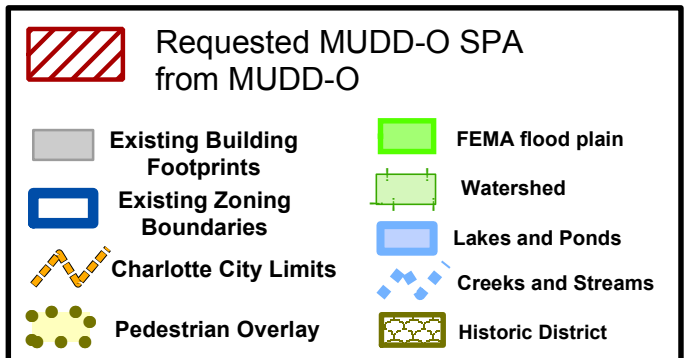 Requested MUDD-O SPA
from MUDD-O
Existing Building
Footprints
Existing Zoning
Boundaries
Charlotte City Limits
Pedestrian Overlay
FEMA flood plain
Watershed
Lakes and Ponds
Creeks and Streams
Historic District